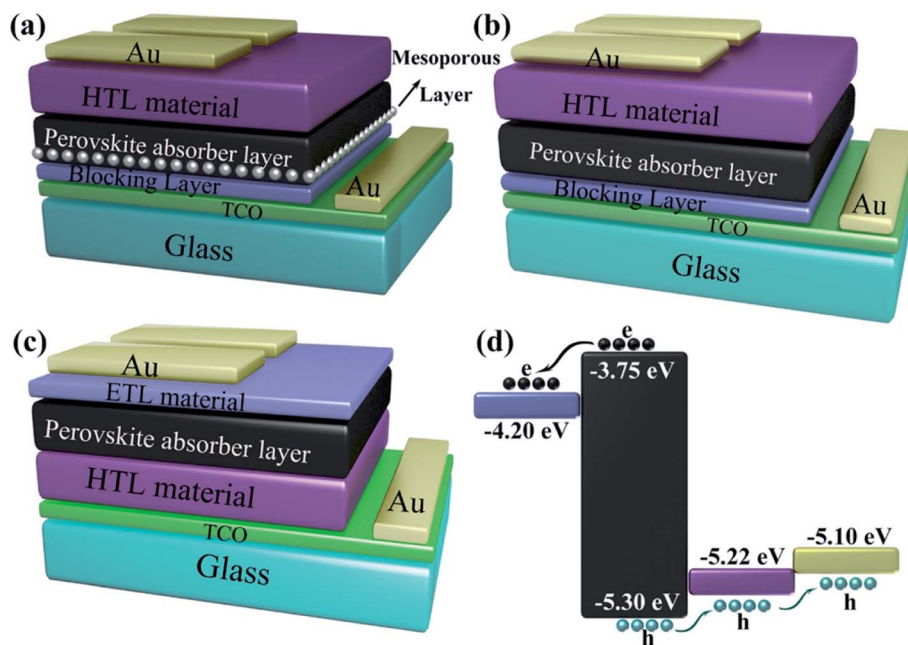 (a)
Au
HTL material
Perovskite absorber layer
Blocking Layer
TCO
Glass
Au
Mesoporous
Layer
(b)
Au
HTL material
Perovskite absorber layer
Blocking Layer
TCO
Glass
Au
(c)
Au
ETL material
Perovskite absorber layer
HTL material
TCO
Glass
Au
(d)
e
e
-3.75 eV
-4.20 eV
-5.10 eV
-5.22 eV
-5.30 eV
h
h
h